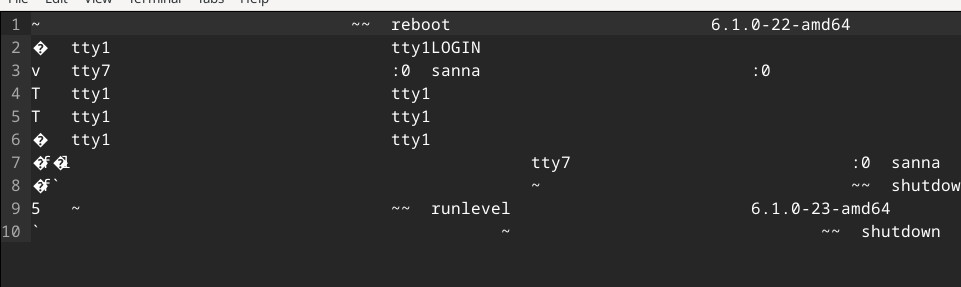 File Edit View Terminal Tabs Help
1 ~ ~~ reboot 6.1.0-22-amd64
2 � tty1 tty1LOGIN
3 v tty7 :0 sanna :0
4 T tty1 tty1
5 T tty1 tty1
6 � tty1 tty1
7 �f�l tty7 :0 sanna
8 �f` ~ ~~ shutdow
9 5 ~ ~~ runlevel 6.1.0-23-amd64
10 ` ~ ~~ shutdown